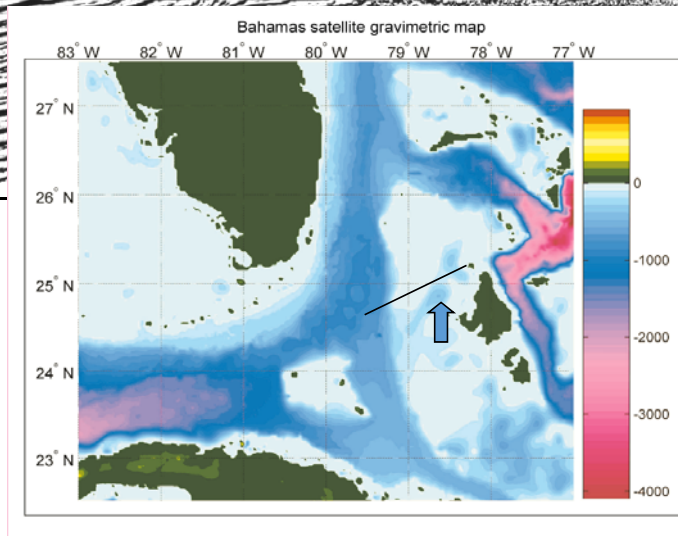 Bahamas satellite gravimetric map
83° W 82° W 81° W 80° W 79° W 78° W 77° W
27° N
26° N
25° N
24° N
23° N
0
-1000
-2000
-3000
-4000